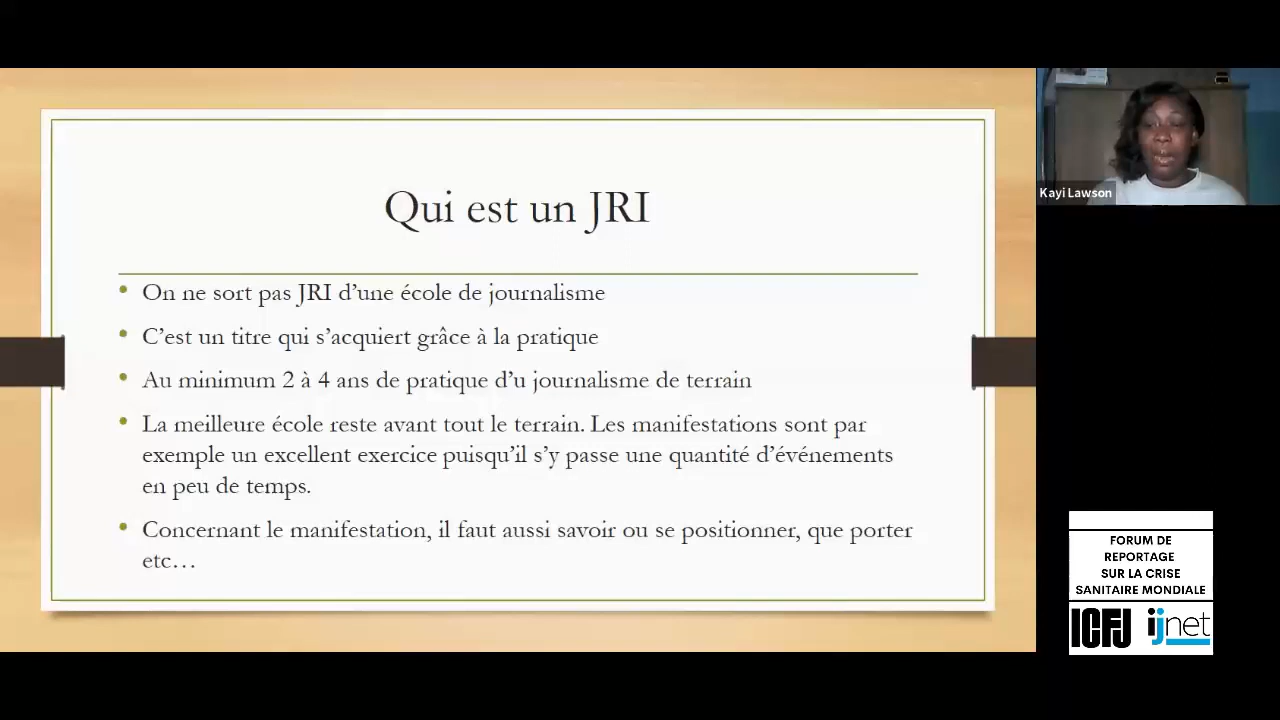 Qui est un JRI
• On ne sort pas JRI d’une école de journalisme
• C’est un titre qui s’acquiert grâce à la pratique
• Au minimum 2 à 4 ans de pratique d’u journalisme de terrain
• La meilleure école reste avant tout le terrain. Les manifestations sont par
exemple un excellent exercice puisqu’il s’y passe une quantité d’événements
en peu de temps.
• Concernant le manifestation, il faut aussi savoir ou se positionner, que porter
etc…
Kayi Lawson
FORUM DE
REPORTAGE
SUR LA CRISE
SANITAIRE MONDIALE
ICFJ ijnet